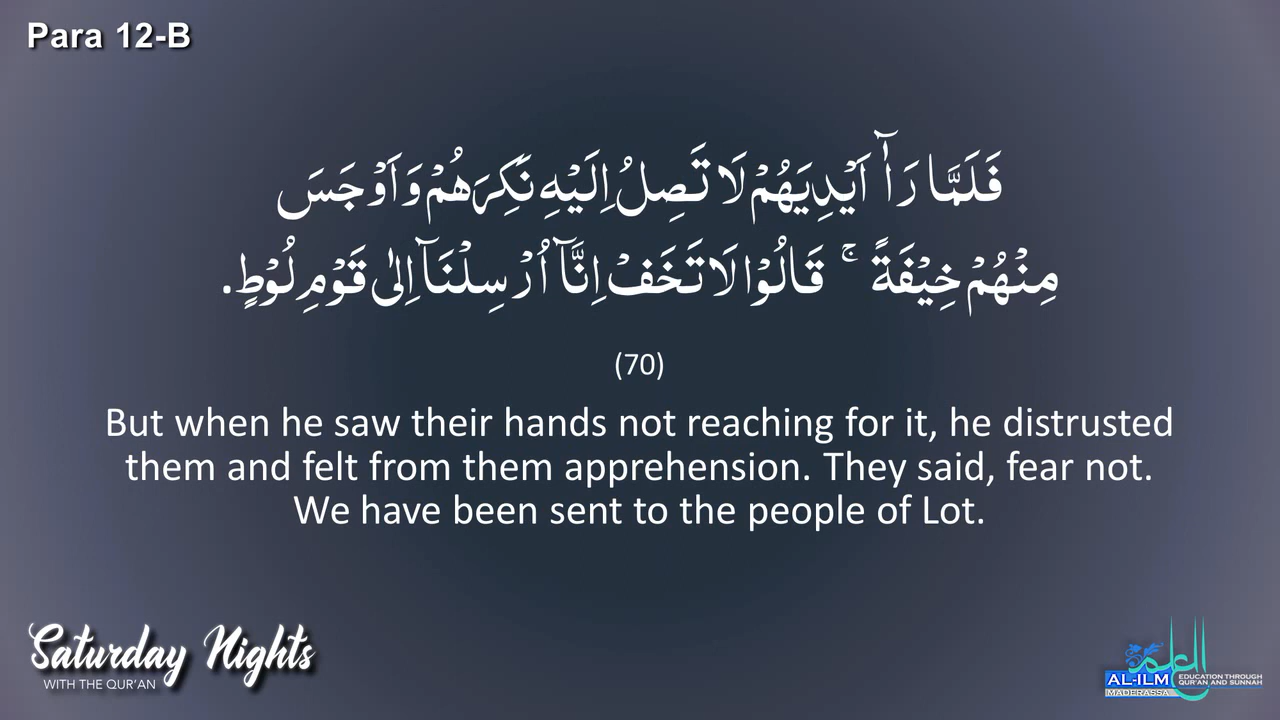 Para 12-B
فَلَمَّا رَاٰۤ اَيْدِيَهُمْ لَا تَصِلُ اِلَيْهِ نَكِرَهُمْ وَاَوْجَسَ
مِنْهُمْ خِيْفَةً ۚ قَالُوْا لَا تَخَفْ اِنَّاۤ اُرْسِلْنَاۤ اِلٰى قَوْمِ لُوْطٍ.
(70)
But when he saw their hands not reaching for it, he distrusted
them and felt from them apprehension. They said, fear not.
We have been sent to the people of Lot.
Saturday Nights
WITH THE QUR'AN
العلم
AL-ILM
MADERASSA
EDUCATION THROUGH
QUR'AN AND SUNNAH